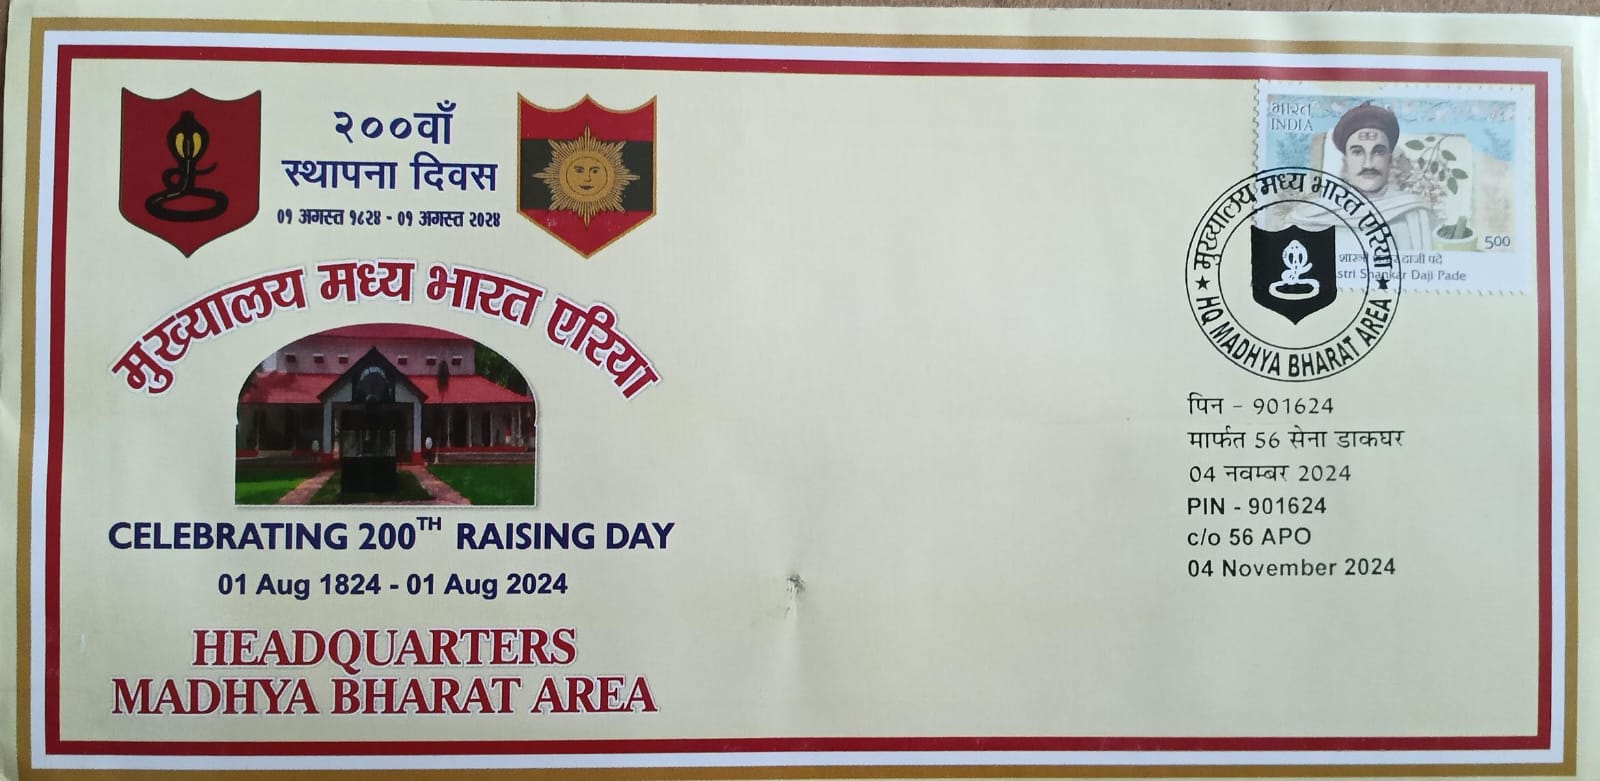 २००वाँ
स्थापना दिवस
०१ अगस्त १८२४ - ०१ अगस्त २०२४
मुख्यालय मध्य भारत एरिया
CELEBRATING 200TH RAISING DAY
01 Aug 1824 - 01 Aug 2024
HEADQUARTERS
MADHYA BHARAT AREA
भारत
INDIA
500
दाजी पदे
Shankar Daji Pade
मुख्यालय मध्य भारत एरिया
HQ MADHYA BHARAT AREA
पिन - 901624
मार्फत 56 सेना डाकघर
04 नवम्बर 2024
PIN - 901624
c/o 56 APO
04 November 2024